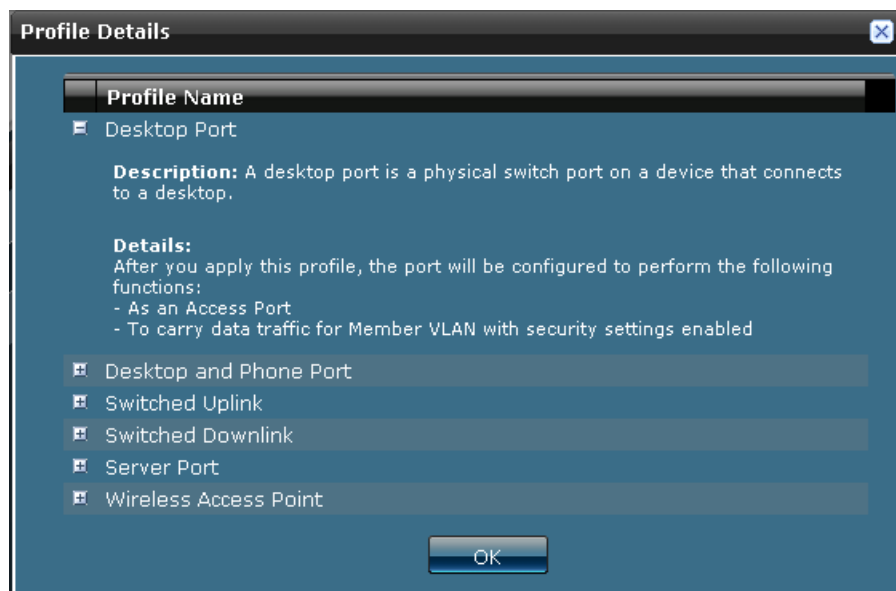 Profile Details
Profile Name
Desktop Port
Description: A desktop port is a physical switch port on a device that connects
to a desktop.
Details:
After you apply this profile, the port will be configured to perform the following
functions:
- As an Access Port
- To carry data traffic for Member VLAN with security settings enabled
Desktop and Phone Port
Switched Uplink
Switched Downlink
Server Port
Wireless Access Point
OK